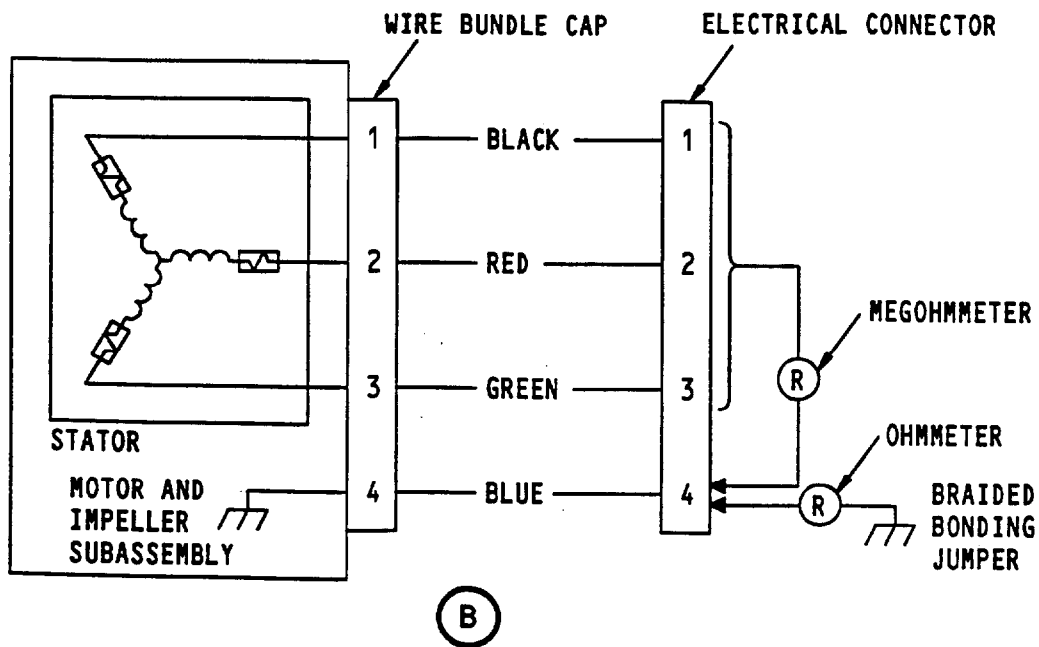 WIRE BUNDLE CAP
ELECTRICAL CONNECTOR
1
BLACK
1
2
RED
2
MEGOHMMETER
R
3
GREEN
3
STATOR
OHMMETER
MOTOR AND
IMPELLER
SUBASSEMBLY
4
BLUE
4
R
BRAIDED
BONDING
JUMPER
B